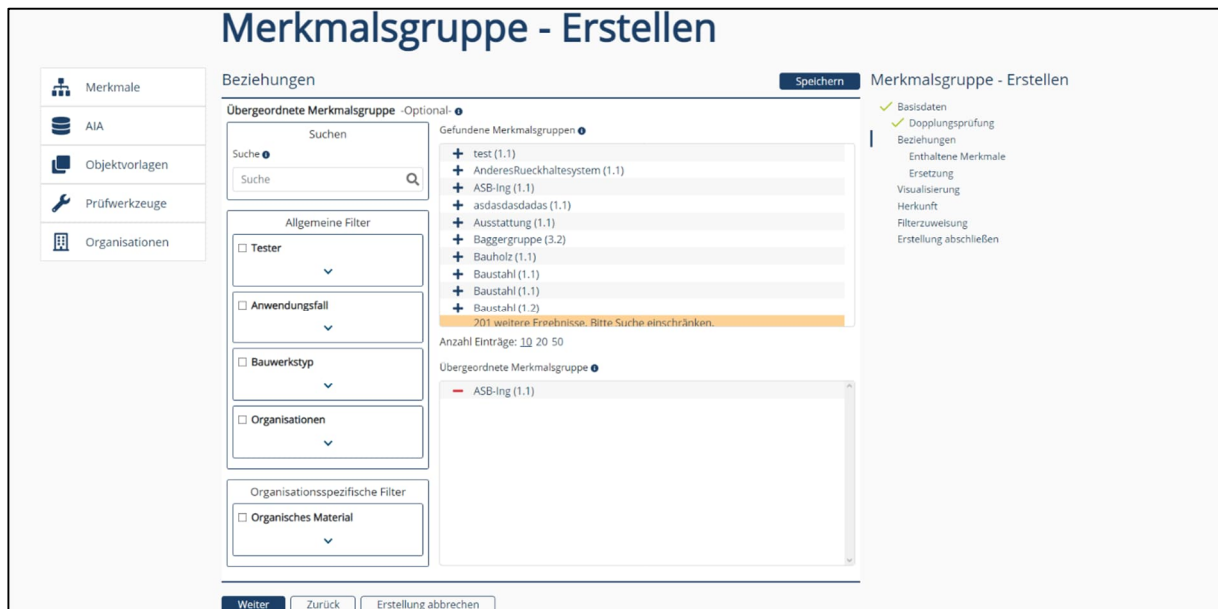 Merkmalsgruppe - Erstellen
Merkmale
AIA
Objektvorlagen
Prüfwerkzeuge
Organisationen
Beziehungen
Speichern
Übergeordnete Merkmalsgruppe -Optional-
Suchen
Suche
Suche
Allgemeine Filter
Tester
Anwendungsfall
Bauwerkstyp
Organisationen
Organisationsspezifische Filter
Organisches Material
Gefundene Merkmalsgruppen
test (1.1)
AnderesRueckhaltesystem (1.1)
ASB-Ing (1.1)
asdasdasdadas (1.1)
Ausstattung (1.1)
Baggergruppe (3.2)
Bauholz (1.1)
Baustahl (1.1)
Baustahl (1.1)
Baustahl (1.2)
201 weitere Ergebnisse. Bitte Suche einschränken.
Anzahl Einträge: 10 20 50
Übergeordnete Merkmalsgruppe
ASB-Ing (1.1)
Weiter
Zurück
Erstellung abbrechen
Merkmalsgruppe - Erstellen
Basisdaten
Dopplungsprüfung
Beziehungen
Enthaltene Merkmale
Ersetzung
Visualisierung
Herkunft
Filterzuweisung
Erstellung abschließen